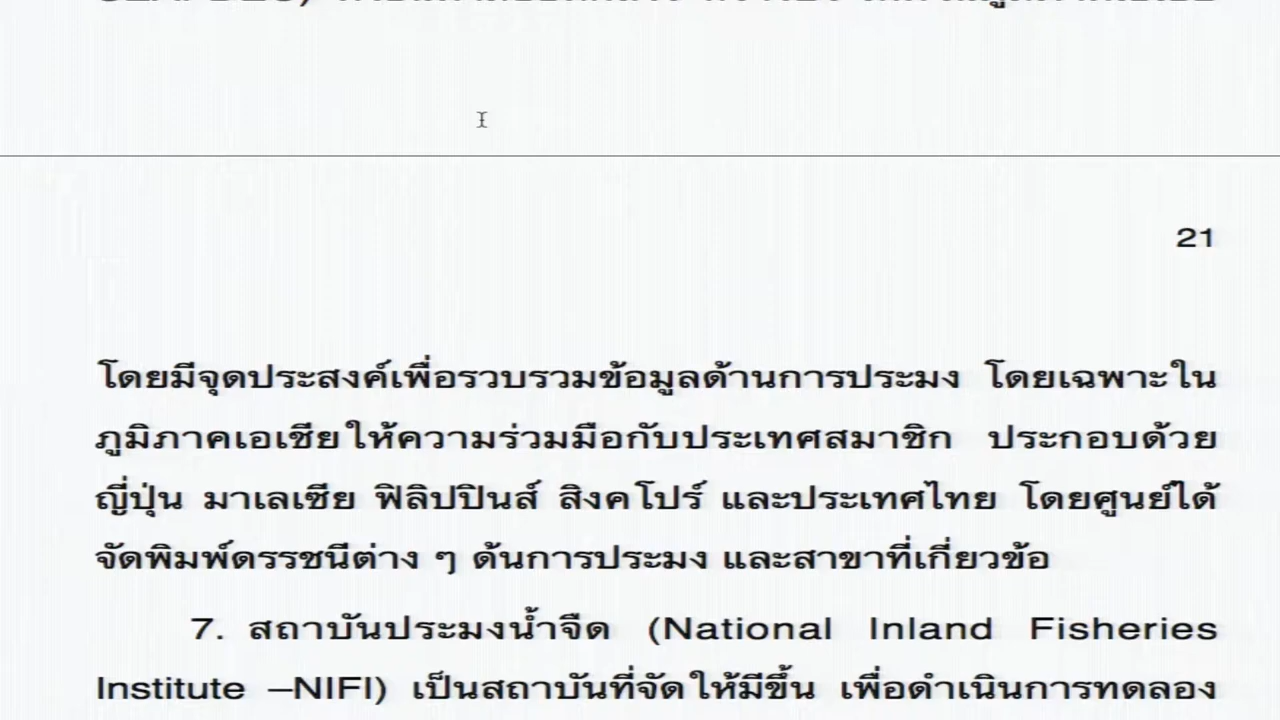 21
โดยมีจุดประสงค์เพื่อรวบรวมข้อมูลด้านการประมง โดยเฉพาะใน
ภูมิภาคเอเชียให้ความร่วมมือกับประเทศสมาชิก ประกอบด้วย
ญี่ปุ่น มาเลเซีย ฟิลิปปินส์ สิงคโปร์ และประเทศไทย โดยศูนย์ได้
จัดพิมพ์ดรรชนีต่าง ๆ ด้นการประมง และสาขาที่เกี่ยวข้อ
7. สถาบันประมงน้ำจืด (National Inland Fisheries
Institute –NIFI) เป็นสถาบันที่จัดให้มีขึ้น เพื่อดำเนินการทดลอง